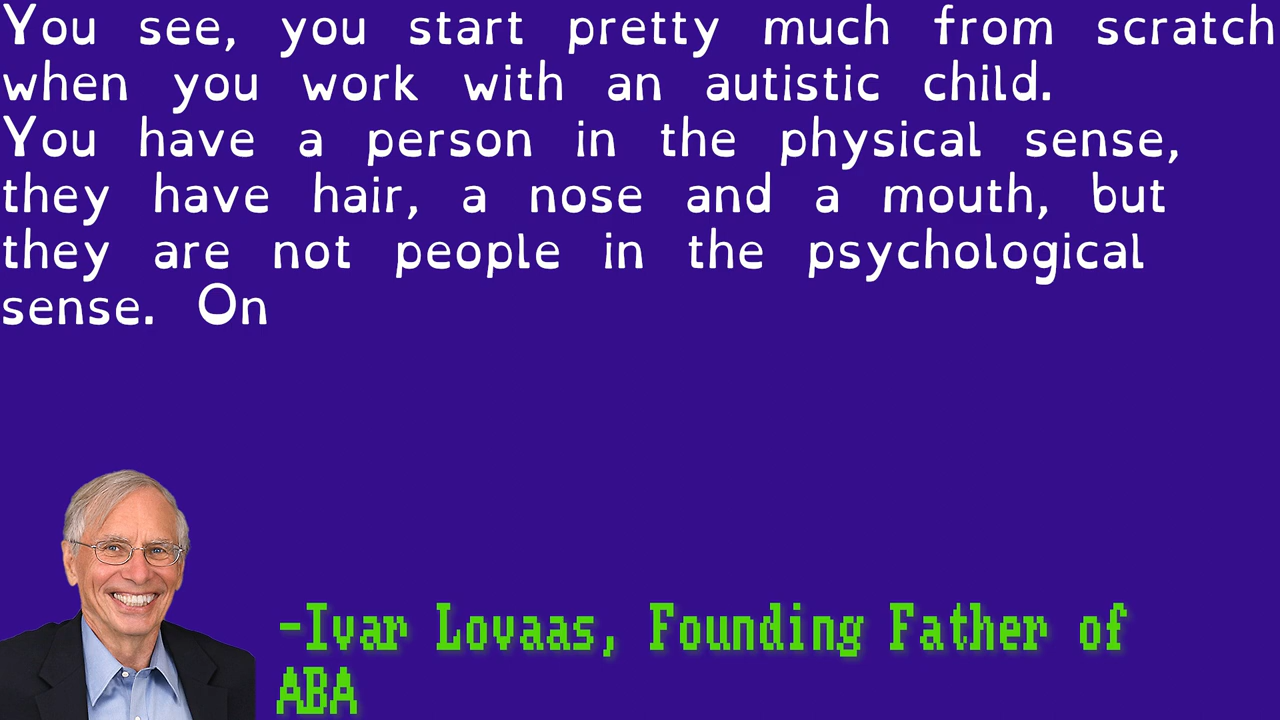 You see, you start pretty much from scratch
when you work with an autistic child.
You have a person in the physical sense,
they have hair, a nose and a mouth, but
they are not people in the psychological
sense. On
-Ivar Lovaas, Founding Father of
ABA